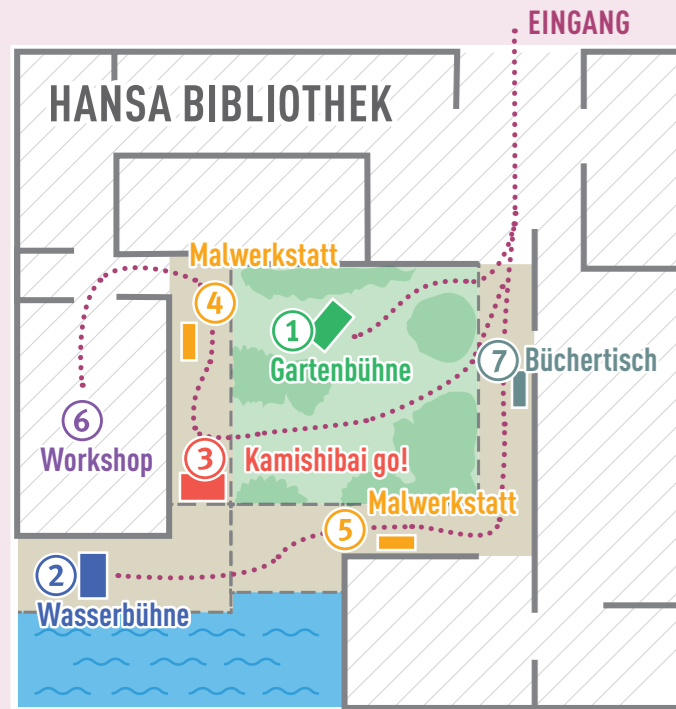 EINGANG
HANSA BIBLIOTHEK
Malwerkstatt
4
1
Gartenbühne
7 Büchertisch
6
Workshop
3 Kamishibai go!
Malwerkstatt
5
2
Wasserbühne